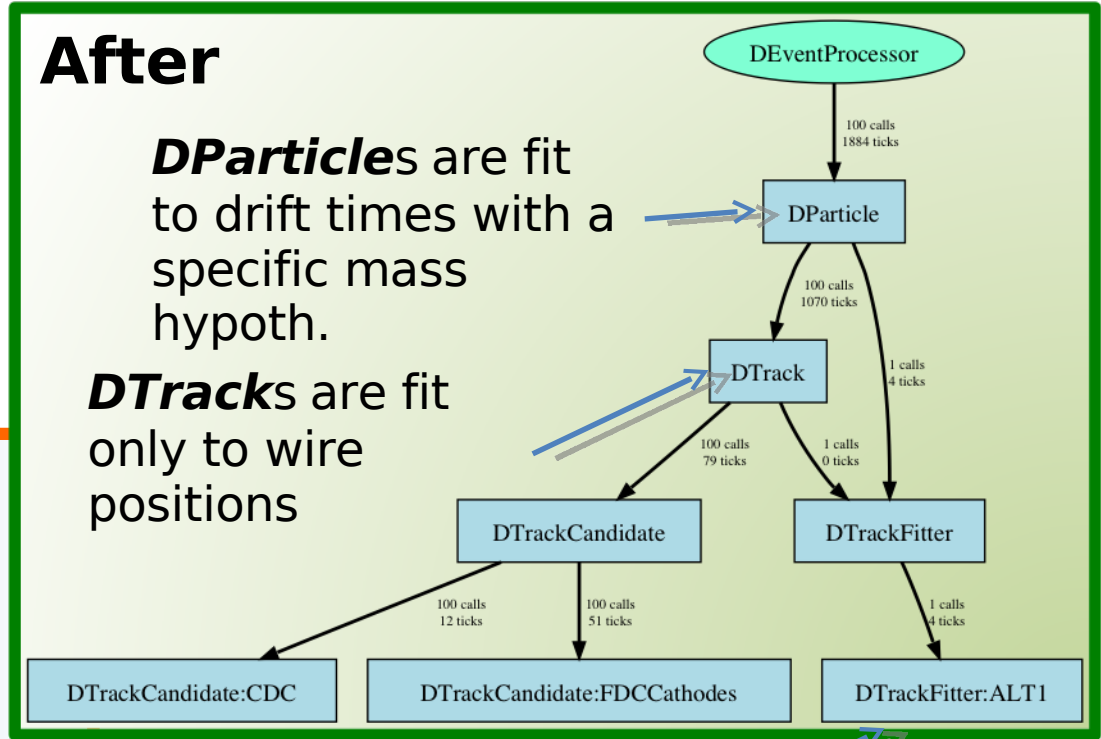 After
DEventProcessor
100 calls
1884 ticks
DParticles are fit
to drift times with a
specific mass
hypoth.
DParticle
100 calls
1070 ticks
DTracks are fit
only to wire
positions
DTrack
1 calls
4 ticks
100 calls
79 ticks
1 calls
0 ticks
DTrackCandidate
DTrackFitter
100 calls
12 ticks
100 calls
51 ticks
1 calls
4 ticks
DTrackCandidate:CDC
DTrackCandidate:FDCCathodes
DTrackFitter:ALT1